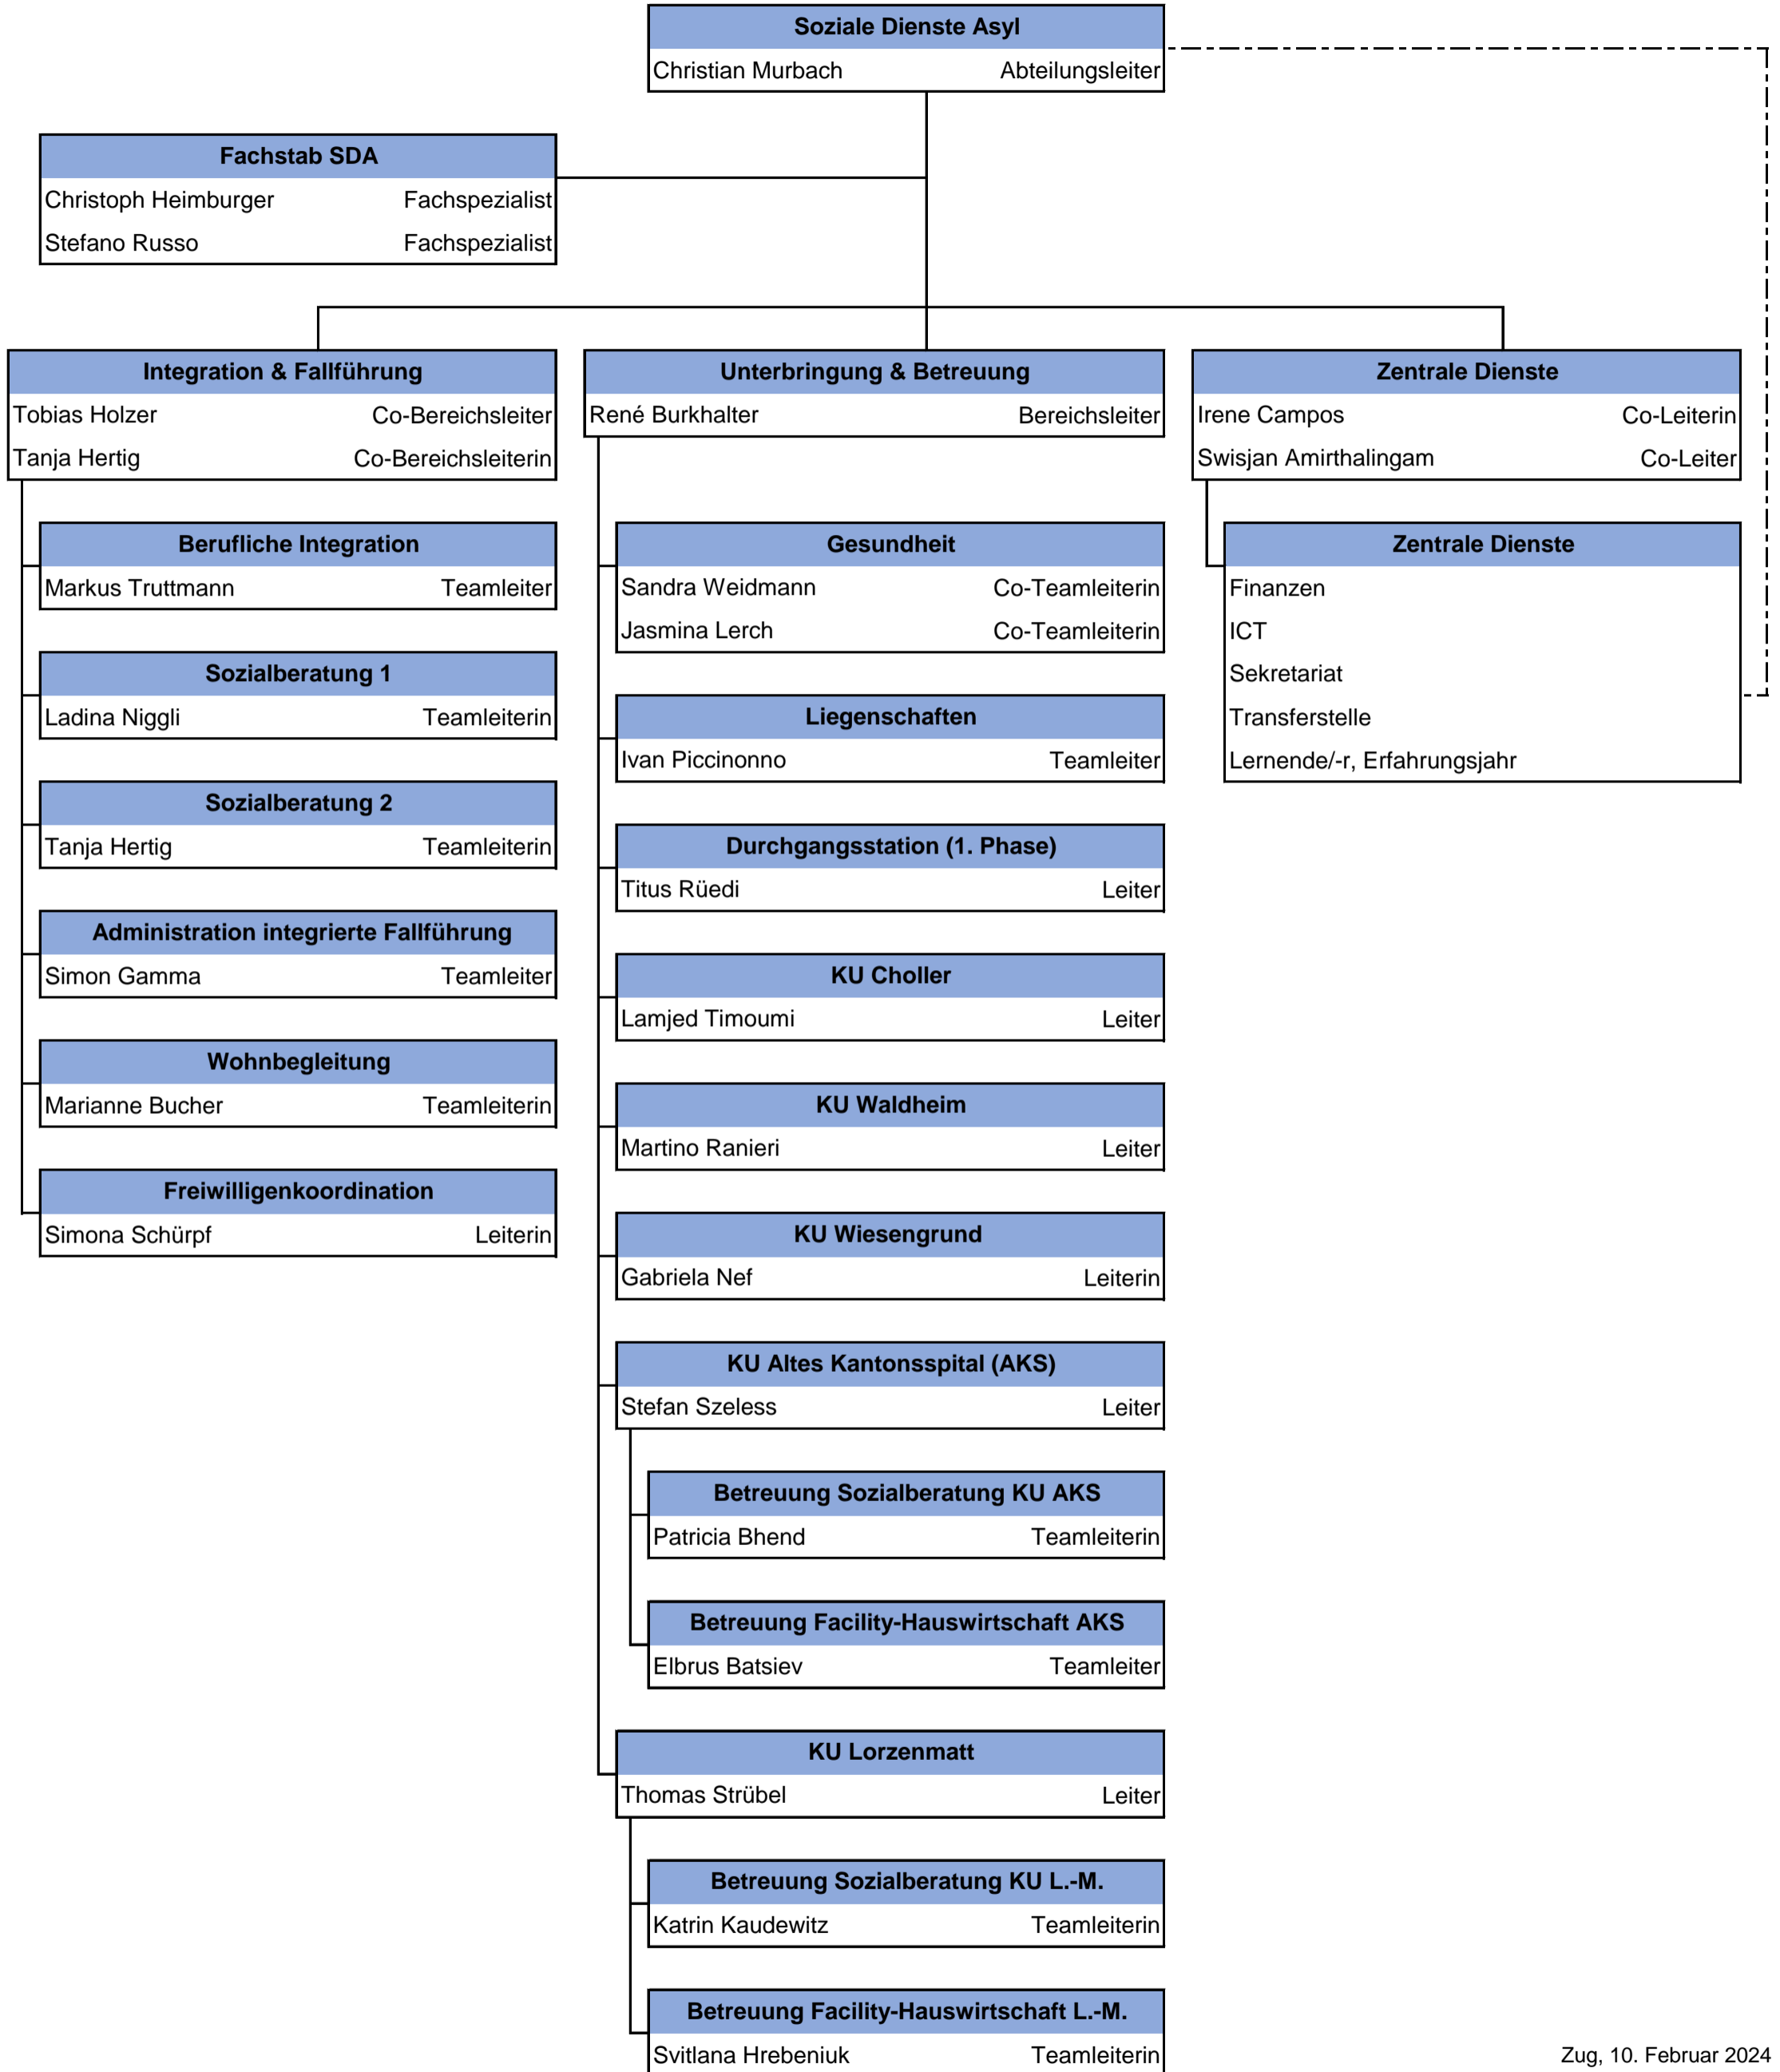 Soziale Dienste Asyl
Christian Murbach Abteilungsleiter
Fachstab SDA
Christoph Heimburger Fachspezialist
Stefano Russo Fachspezialist
Integration & Fallführung
Tobias Holzer Co-Bereichsleiter
Tanja Hertig Co-Bereichsleiterin
Berufliche Integration
Markus Truttmann Teamleiter
Sozialberatung 1
Ladina Niggli Teamleiterin
Sozialberatung 2
Tanja Hertig Teamleiterin
Administration integrierte Fallführung
Simon Gamma Teamleiter
Wohnbegleitung
Marianne Bucher Teamleiterin
Freiwilligenkoordination
Simona Schürpf Leiterin
Unterbringung & Betreuung
René Burkhalter Bereichsleiter
Gesundheit
Sandra Weidmann Co-Teamleiterin
Jasmina Lerch Co-Teamleiterin
Liegenschaften
Ivan Piccinonno Teamleiter
Durchgangsstation (1. Phase)
Titus Rüedi Leiter
KU Choller
Lamjed Timoumi Leiter
KU Waldheim
Martino Ranieri Leiter
KU Wiesengrund
Gabriela Nef Leiterin
KU Altes Kantonsspital (AKS)
Stefan Szeless Leiter
Betreuung Sozialberatung KU AKS
Patricia Bhend Teamleiterin
Betreuung Facility-Hauswirtschaft AKS
Elbrus Batsiev Teamleiter
KU Lorzenmatt
Thomas Strübel Leiter
Betreuung Sozialberatung KU L.-M.
Katrin Kaudewitz Teamleiterin
Betreuung Facility-Hauswirtschaft L.-M.
Svitlana Hrebeniuk Teamleiterin
Zentrale Dienste
Irene Campos Co-Leiterin
Swisjan Amirthalingam Co-Leiter
Zentrale Dienste
Finanzen
ICT
Sekretariat
Transferstelle
Lernende/-r, Erfahrungsjahr
Zug, 10. Februar 2024